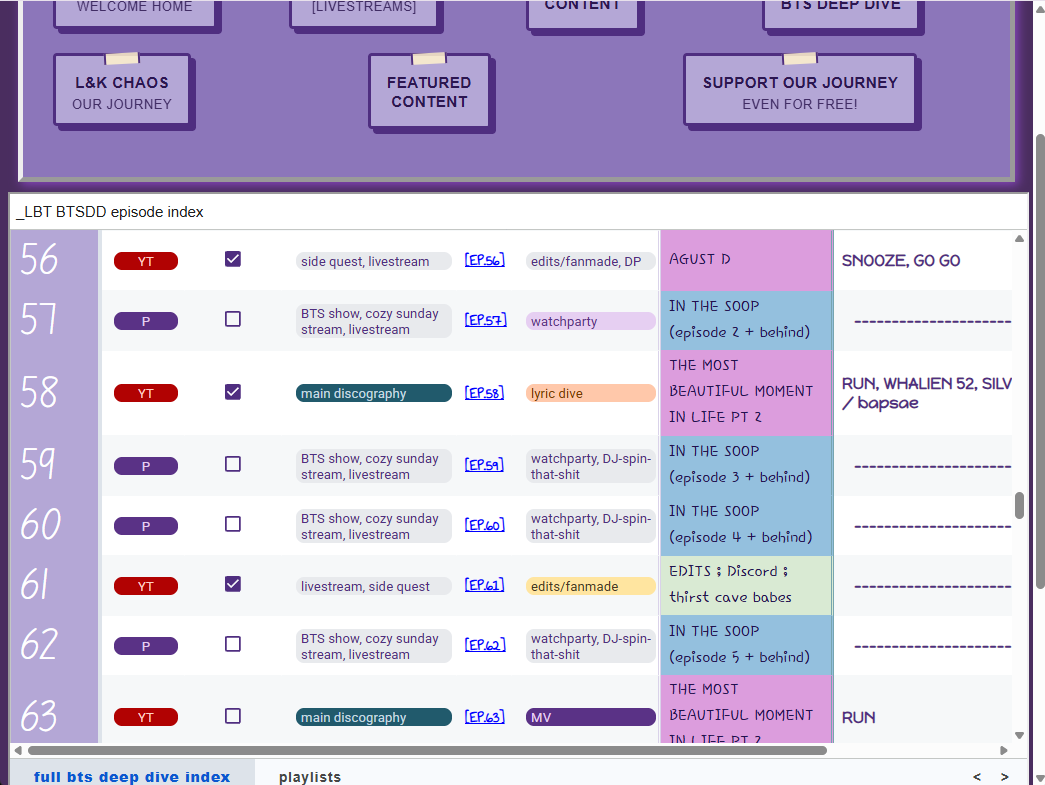 WELCOME HOME
[LIVESTREAMS]
CONTENT
BTS DEEP DIVE
L&K CHAOS
OUR JOURNEY
FEATURED
CONTENT
SUPPORT OUR JOURNEY
EVEN FOR FREE!
_LBT BTSDD episode index
56 YT side quest, livestream [EP.56] edits/fanmade, DP AGUST D SNOOZE, GO GO
57 P BTS show, cozy sunday
stream, livestream [EP.57] watchparty IN THE SOOP
(episode 2 + behind) -----------------------
58 YT main discography [EP.58] lyric dive THE MOST
BEAUTIFUL MOMENT
IN LIFE PT 2
RUN, WHALIEN 52, SILV
/ bapsae
59 P BTS show, cozy sunday
stream, livestream [EP.59] watchparty, DJ-spin-
that-shit IN THE SOOP
(episode 3 + behind) -----------------------
60 P BTS show, cozy sunday
stream, livestream [EP.60] watchparty, DJ-spin-
that-shit IN THE SOOP
(episode 4 + behind) -----------------------
61 YT livestream, side quest [EP.61] edits/fanmade EDITS ; Discord ;
thirst cave babes -----------------------
62 P BTS show, cozy sunday
stream, livestream [EP.62] watchparty, DJ-spin-
that-shit IN THE SOOP
(episode 5 + behind) -----------------------
63 YT main discography [EP.63] MV THE MOST
BEAUTIFUL MOMENT
IN LIFE PT 2
RUN
full bts deep dive index
playlists
< >